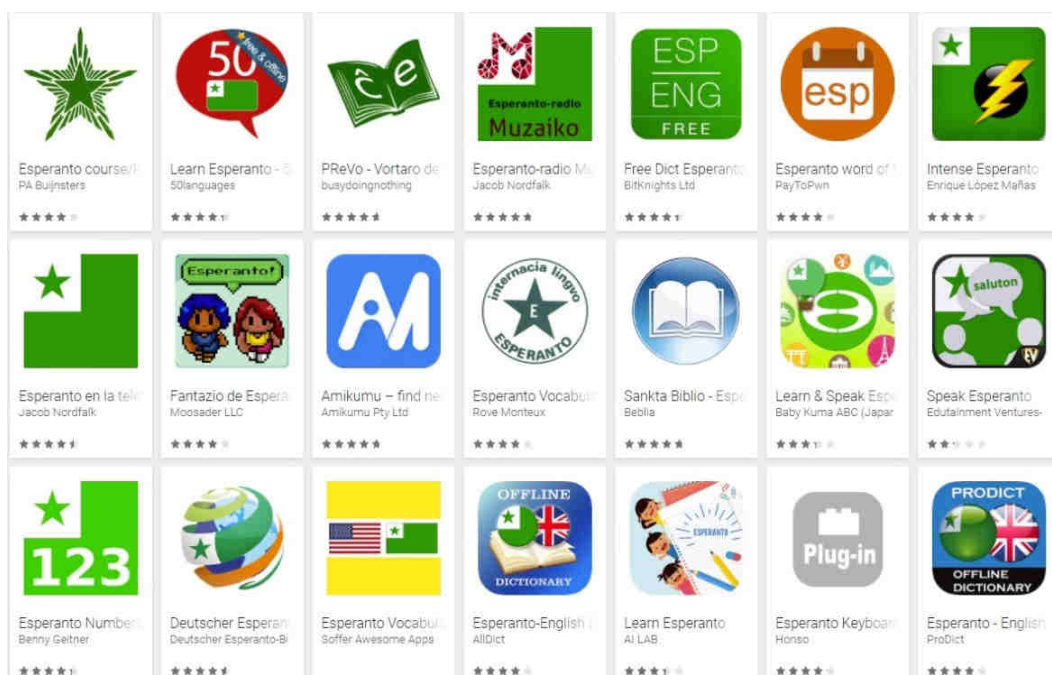 50
free & offline
ĉ e
Esperanto-radio
Muzaiko
ESP
ENG
FREE
esp
Esperanto course/
PA Buijnsters
Learn Esperanto -
50languages
PReVo - Vortaro de
busydoingnothing
Esperanto-radio Mu
Jacob Nordfalk
Free Dict Esperanto
BitKnights Ltd
Esperanto word of
PayToPwn
Intense Esperanto
Enrique López Mañas
Esperanto!
AM
internacia lingvo
E
ESPERANTO
saluton
EV
Esperanto en la tele
Jacob Nordfalk
Fantazio de Espera
Moosader LLC
Amikumu – find ne
Amikumu Pty Ltd
Esperanto Vocabul
Rove Monteux
Sankta Biblio - Espe
Beblia
Learn & Speak Espe
Baby Kuma ABC (Japar
Speak Esperanto
Edutainment Ventures-
123
OFFLINE
DICTIONARY
ESPERANTO
Plug-in
PRODICT
OFFLINE
DICTIONARY
Esperanto Number
Benny Geitner
Deutscher Esperan
Deutscher Esperanto-B
Esperanto Vocabul
Soffer Awesome Apps
Esperanto-English
AllDict
Learn Esperanto
AI LAB
Esperanto Keyboar
Honso
Esperanto - English
ProDict